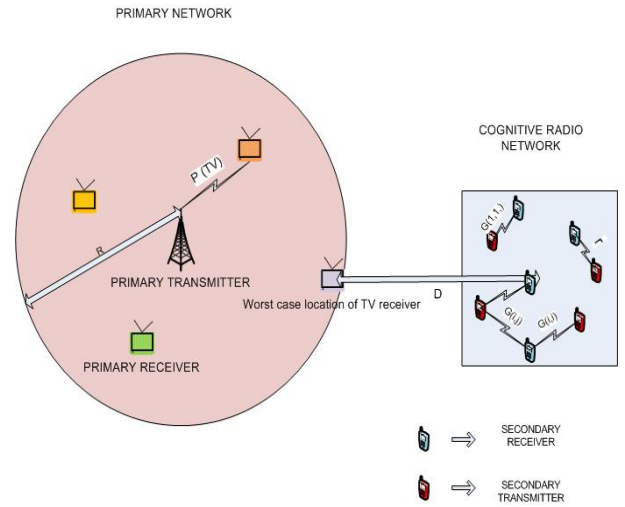 PRIMARY NETWORK
P (TV)
R
PRIMARY TRANSMITTER
Worst case location of TV receiver
PRIMARY RECEIVER
D
COGNITIVE RADIO
NETWORK
G(1,1,)
r
G(i,j)
G(i,i)
SECONDARY
RECEIVER
SECONDARY
TRANSMITTER